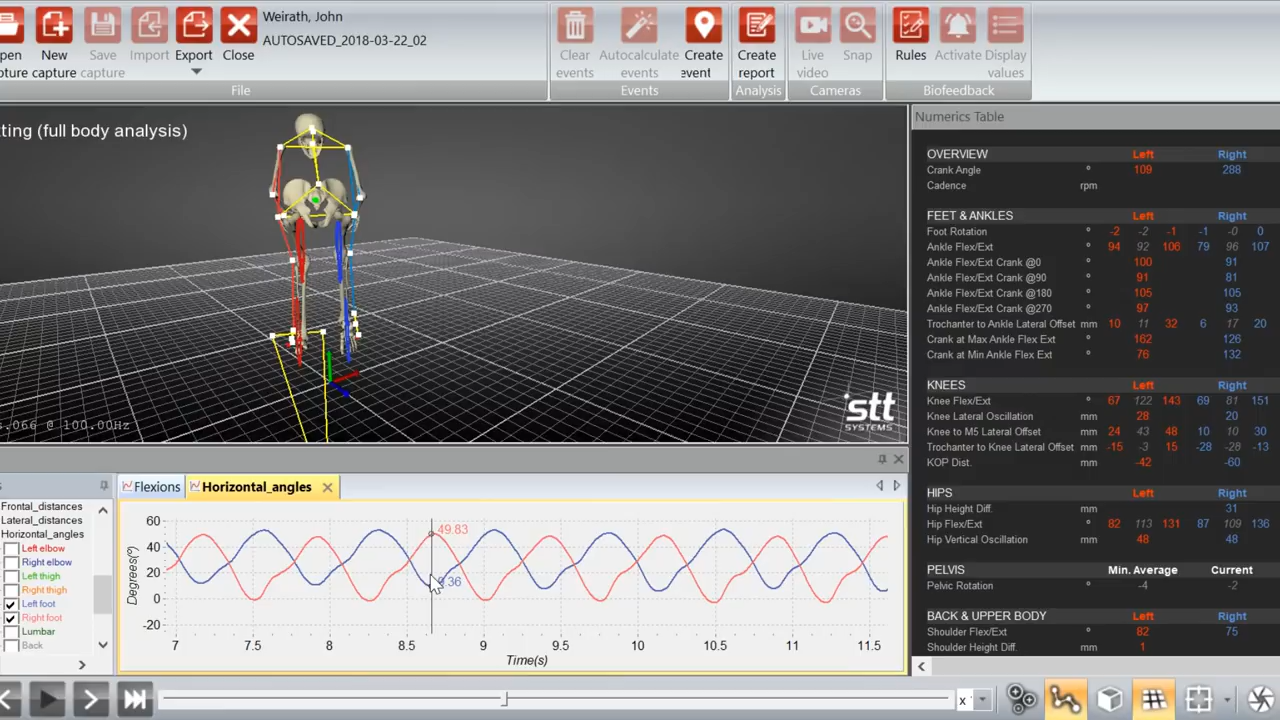 Weirath, John
AUTOSAVED_2018-03-22_02
pen New Save Import Export Close
pture capture capture
File
Clear Autocalculate Create
events events event
Events
Create
report
Analysis
Live Snap
video
Cameras
Rules Activate Display
values
Biofeedback
tting (full body analysis)
.066 @ 100.00Hz
stt
SYSTEMS
Numerics Table
OVERVIEW Left Right
Crank Angle º 109 288
Cadence rpm
FEET & ANKLES Left Right
Foot Rotation º -2 -2 -1 -1 -0 0
Ankle Flex/Ext º 94 92 106 79 96 107
Ankle Flex/Ext Crank @0 º 100 91
Ankle Flex/Ext Crank @90 º 91 81
Ankle Flex/Ext Crank @180 º 105 105
Ankle Flex/Ext Crank @270 º 97 93
Trochanter to Ankle Lateral Offset mm 10 11 32 6 17 20
Crank at Max Ankle Flex Ext º 162 126
Crank at Min Ankle Flex Ext º 76 132
KNEES Left Right
Knee Flex/Ext º 67 122 143 69 81 151
Knee Lateral Oscillation mm 28 20
Knee to M5 Lateral Offset mm 24 43 48 10 10 30
Trochanter to Knee Lateral Offset mm -15 -3 15 -28 -28 -13
KOP Dist. mm -42 -60
HIPS Left Right
Hip Height Diff. mm 31
Hip Flex/Ext º 82 113 131 87 109 136
Hip Vertical Oscillation mm 48 48
PELVIS Min. Average Current
Pelvic Rotation º -4 -2
BACK & UPPER BODY Left Right
Shoulder Flex/Ext º 82 75
Shoulder Height Diff. mm 1
s
Frontal_distances
Lateral_distances
Horizontal_angles
Left elbow
Right elbow
Left thigh
Right thigh
Left foot
Right foot
Lumbar
Back
Flexions Horizontal_angles
Degrees(º)
60
40
20
0
-20
49.83
9.36
7 7.5 8 8.5 9 9.5 10 10.5 11 11.5
Time(s)
x